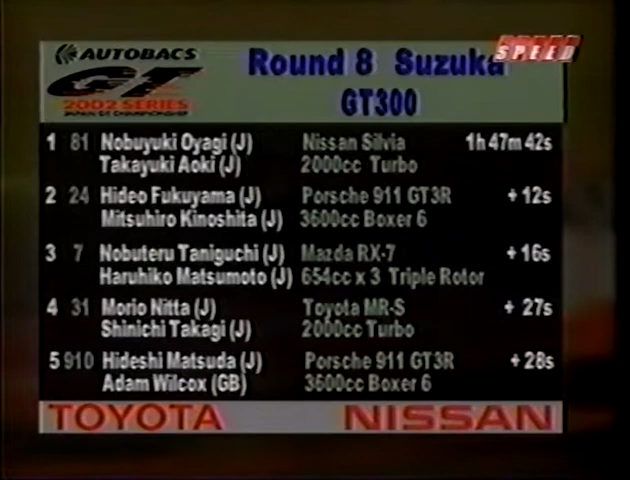 SPEED
AUTOBACS
GT
2002 SERIES
JAPAN GT CHAMPIONSHIP
Round 8 Suzuka
GT300
1 81 Nobuyuki Oyagi (J) Nissan Silvia 1h 47m 42s
Takayuki Aoki (J) 2000cc Turbo
2 24 Hideo Fukuyama (J) Porsche 911 GT3R + 12s
Mitsuhiro Kinoshita (J) 3600cc Boxer 6
3 7 Nobuteru Taniguchi (J) Mazda RX-7 + 16s
Haruhiko Matsumoto (J) 654cc x 3 Triple Rotor
4 31 Morio Nitta (J) Toyota MR-S + 27s
Shinichi Takagi (J) 2000cc Turbo
5 910 Hideshi Matsuda (J) Porsche 911 GT3R + 28s
Adam Wilcox (GB) 3600cc Boxer 6
TOYOTA NISSAN